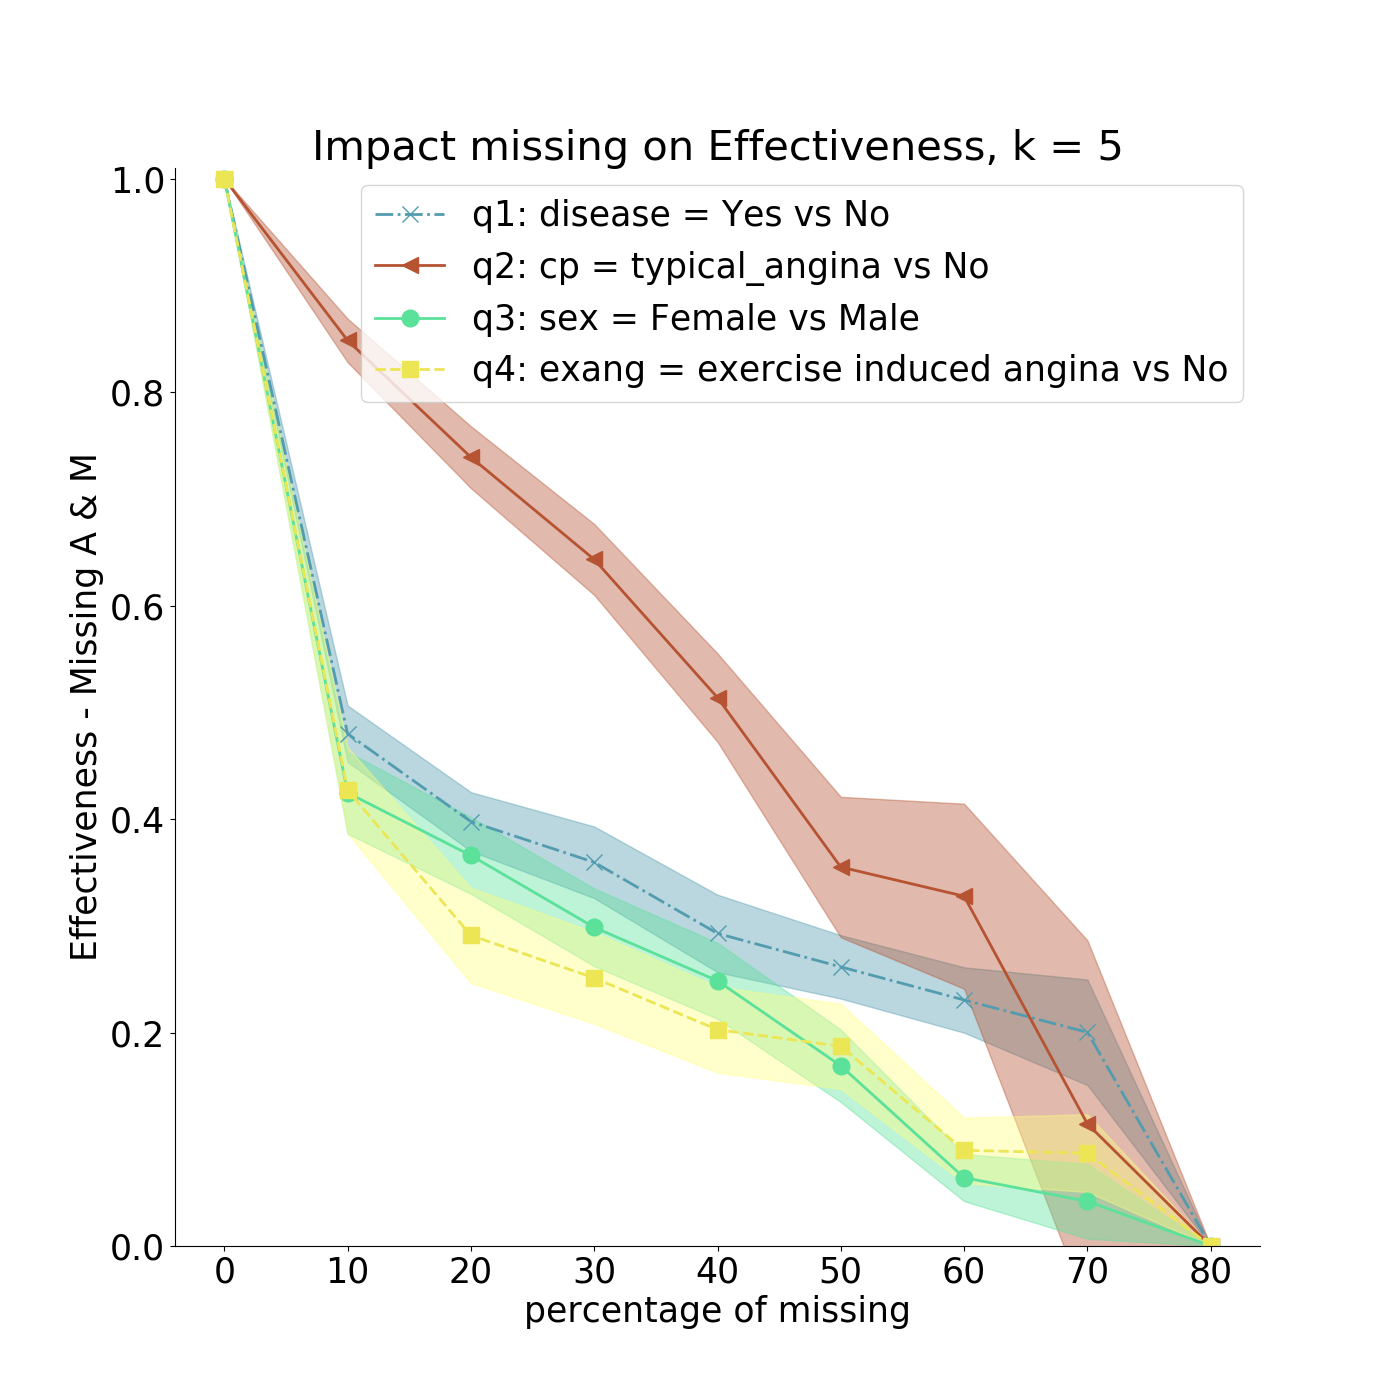 Impact missing on Effectiveness, k = 5
q1: disease = Yes vs No
q2: cp = typical_angina vs No
q3: sex = Female vs Male
q4: exang = exercise induced angina vs No
Effectiveness - Missing A & M
1.0
0.8
0.6
0.4
0.2
0.0
0 10 20 30 40 50 60 70 80
percentage of missing